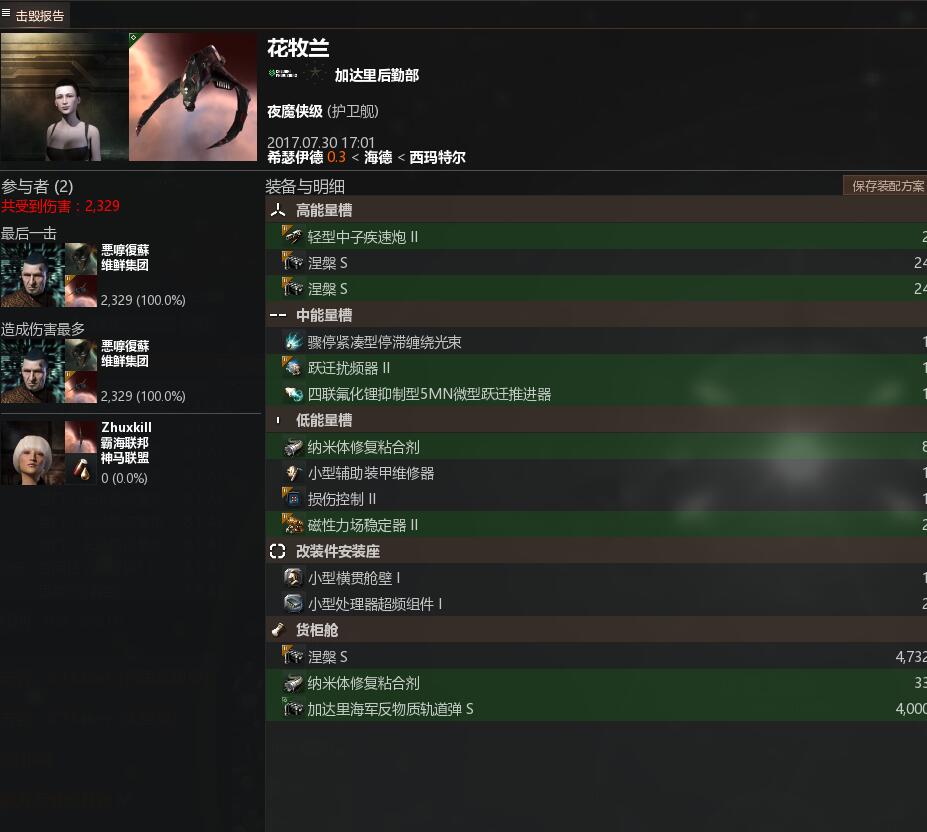 击毁报告
花牧兰
加达里后勤部
夜魔侠级 (护卫舰)
2017.07.30 17:01
希瑟伊德 0.3 < 海德 < 西玛特尔
参与者 (2)
共受到伤害：2,329
最后一击
悪嚀復蘇
维鲜集团
2,329 (100.0%)
造成伤害最多
悪嚀復蘇
维鲜集团
2,329 (100.0%)
Zhuxkill
霸海联邦
神马联盟
0 (0.0%)
装备与明细
保存装配方案
高能量槽
轻型中子疾速炮 II 2
涅槃 S 24
涅槃 S 24
中能量槽
骤停紧凑型停滞缠绕光束 1
跃迁扰频器 II 1
四联氟化锂抑制型5MN微型跃迁推进器 1
低能量槽
纳米体修复粘合剂 8
小型辅助装甲维修器 1
损伤控制 II 1
磁性力场稳定器 II 2
改装件安装座
小型横贯舱壁 I 1
小型处理器超频组件 I 2
货柜舱
涅槃 S 4,732
纳米体修复粘合剂 33
加达里海军反物质轨道弹 S 4,000